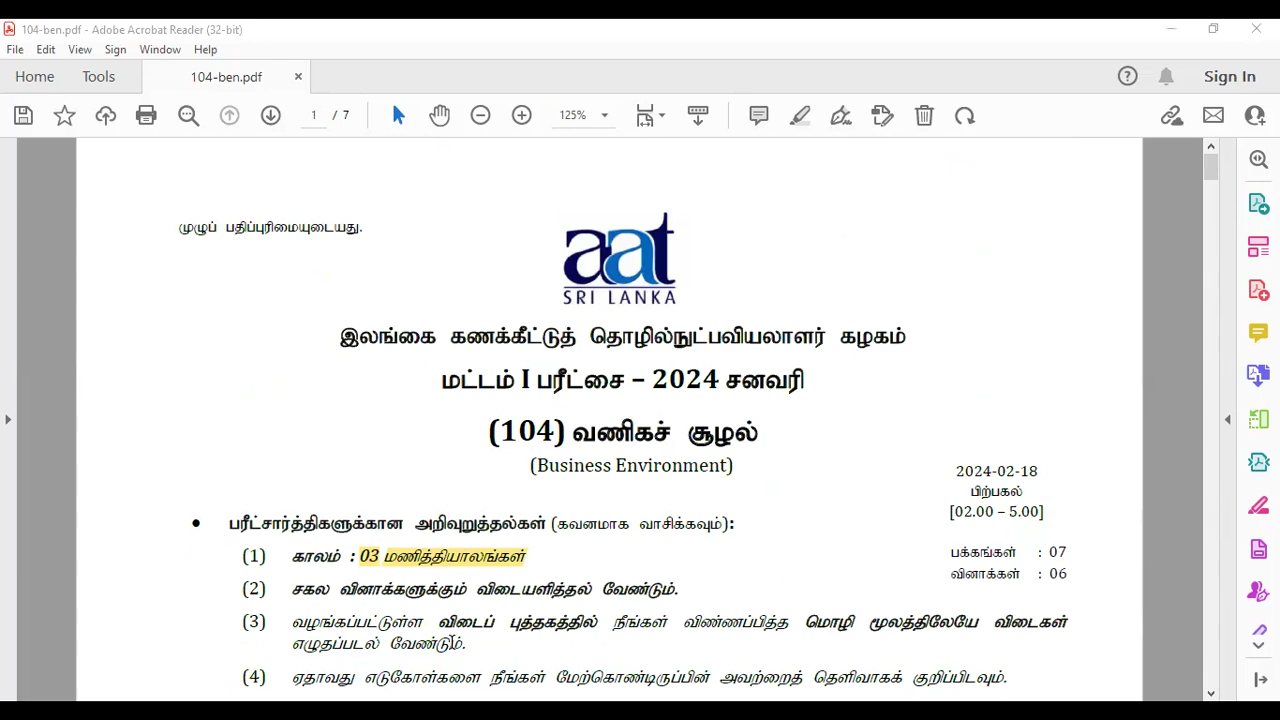 104-ben.pdf - Adobe Acrobat Reader (32-bit)
File Edit View Sign Window Help
Home Tools 104-ben.pdf × Sign In
1 / 7 125%
முழுப் பதிப்புரிமையுடையது.
aat
SRI LANKA
இலங்கை கணக்கீட்டுத் தொழில்நுட்பவியலாளர் கழகம்
மட்டம் I பரீட்சை – 2024 சனவரி
(104) வணிகச் சூழல்
(Business Environment)
2024-02-18
பிற்பகல்
[02.00 – 5.00]
பக்கங்கள் : 07
வினாக்கள் : 06
• பரீட்சார்த்திகளுக்கான அறிவுறுத்தல்கள் (கவனமாக வாசிக்கவும்):
(1) காலம் : 03 மணித்தியாலங்கள்
(2) சகல வினாக்களுக்கும் விடையளித்தல் வேண்டும்.
(3) வழங்கப்பட்டுள்ள விடைப் புத்தகத்தில் நீங்கள் விண்ணப்பித்த மொழி மூலத்திலேயே விடைகள்
எழுதப்படல் வேண்டும்.
(4) ஏதாவது எடுகோள்களை நீங்கள் மேற்கொண்டிருப்பின் அவற்றைத் தெளிவாகக் குறிப்பிடவும்.